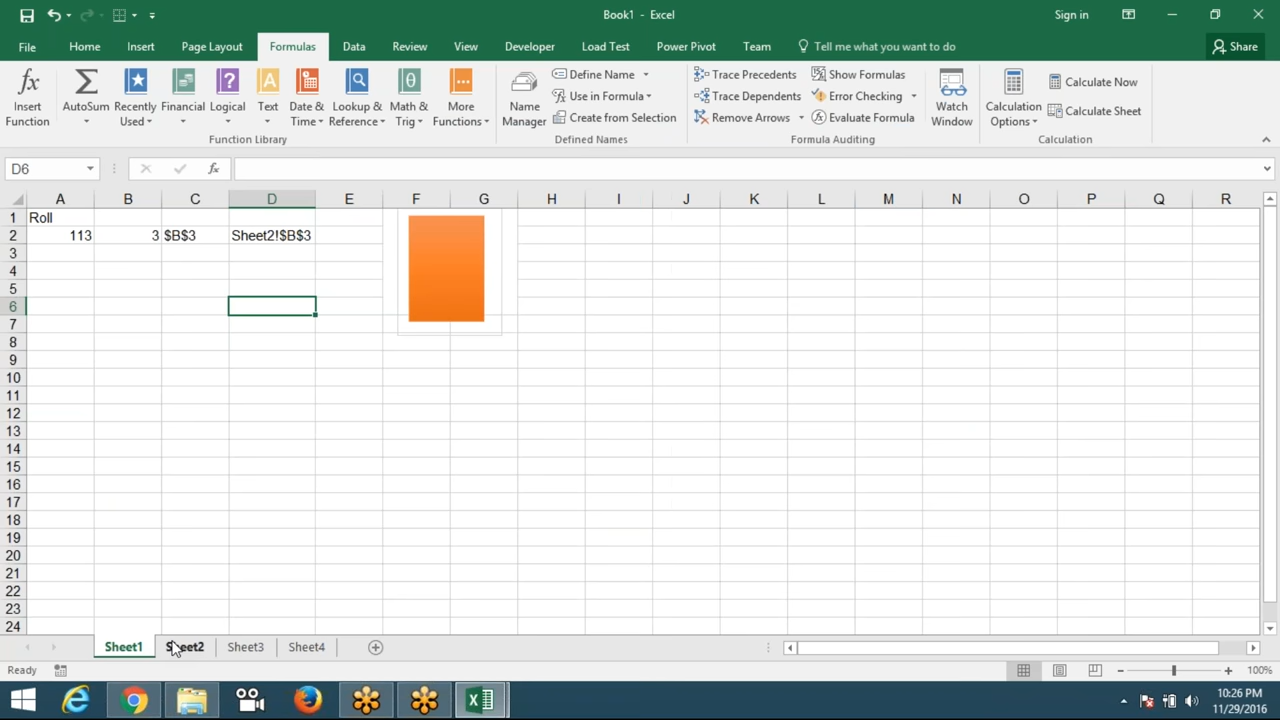 Book1 - Excel
Sign in
File Home Insert Page Layout Formulas Data Review View Developer Load Test Power Pivot Team Tell me what you want to do Share
Insert Function
AutoSum
Recently Used
Financial
Logical
Text
Date & Time
Lookup & Reference
Math & Trig
More Functions
Function Library
Name Manager
Define Name
Use in Formula
Create from Selection
Defined Names
Trace Precedents
Trace Dependents
Remove Arrows
Show Formulas
Error Checking
Evaluate Formula
Formula Auditing
Watch Window
Calculation Options
Calculate Now
Calculate Sheet
Calculation
D6
fx
A B C D E F G H I J K L M N O P Q R
1 Roll
2 113 3 $B$3 Sheet2!$B$3
3
4
5
6
7
8
9
10
11
12
13
14
15
16
17
18
19
20
21
22
23
24
Sheet1 Sheet2 Sheet3 Sheet4
Ready
100%
10:26 PM
11/29/2016